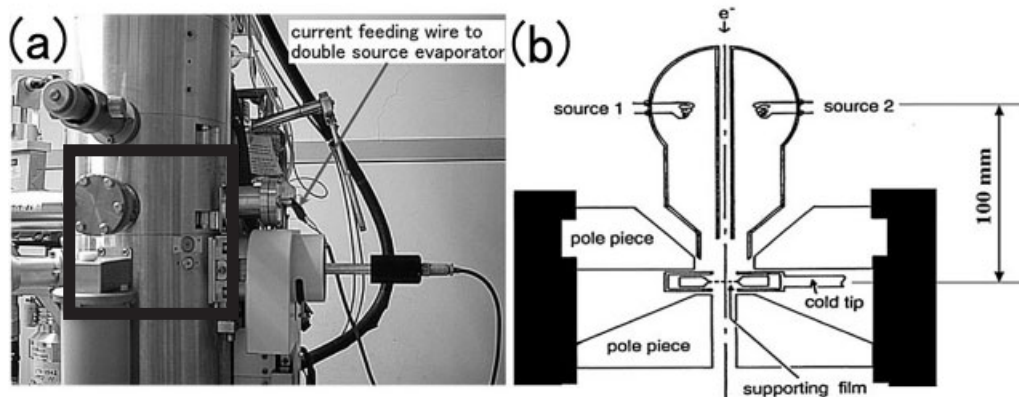 (a)
current feeding wire to
double source evaporator
(b)
e⁻
source 1
source 2
100 mm
pole piece
cold tip
pole piece
supporting film